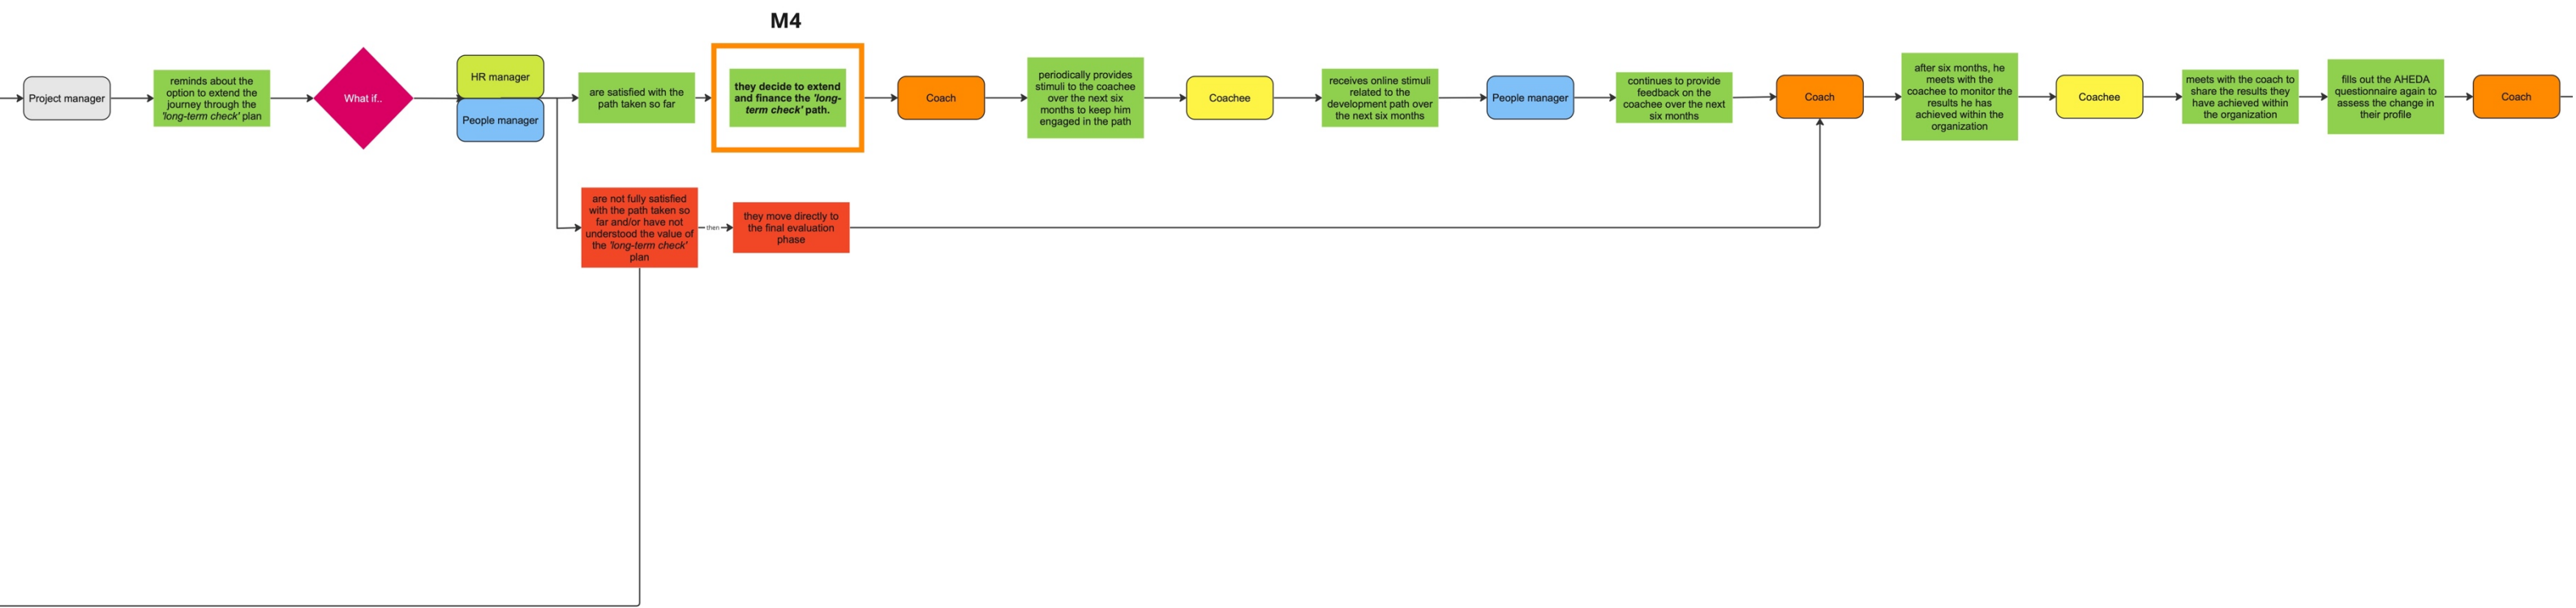 M4
Project manager
reminds about the
option to extend the
journey through the
'long-term check' plan
What if..
HR manager
People manager
are satisfied with the
path taken so far
they decide to extend
and finance the 'long-
term check' path.
Coach
periodically provides
stimuli to the coachee
over the next six
months to keep him
engaged in the path
Coachee
receives online stimuli
related to the
development path over
the next six months
People manager
continues to provide
feedback on the
coachee over the next
six months
Coach
after six months, he
meets with the
coachee to monitor the
results he has
achieved within the
organization
Coachee
meets with the coach to
share the results they
have achieved within
the organization
fills out the AHEDA
questionnaire again to
assess the change in
their profile
Coach
are not fully satisfied
with the path taken so
far and/or have not
understood the value of
the 'long-term check'
plan
then
they move directly to
the final evaluation
phase